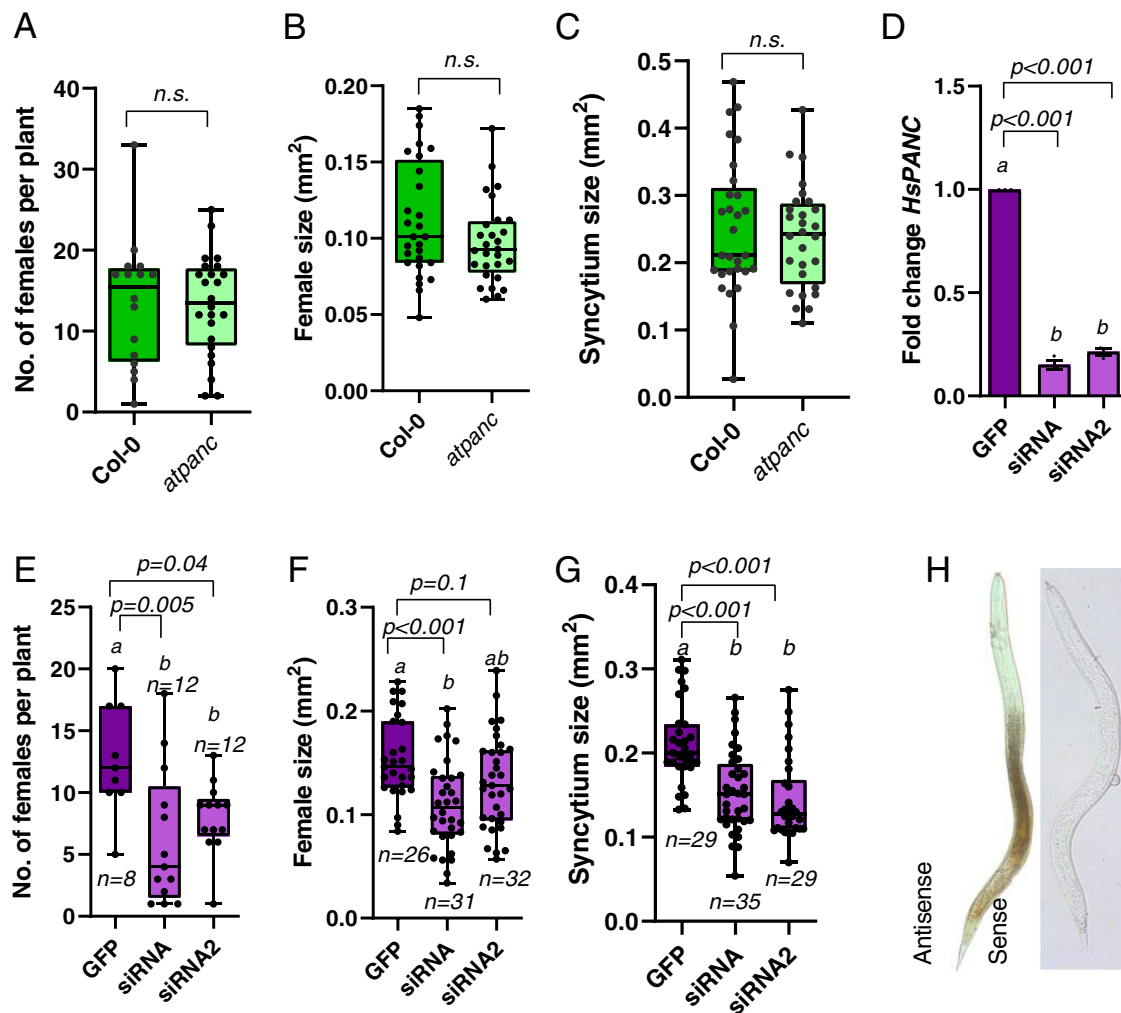 A
No. of females per plant
40
30
20
10
0
n.s.
Col-0
atpanc
B
Female size (mm²)
0.20
0.15
0.10
0.05
0.00
n.s.
Col-0
atpanc
C
Syncytium size (mm²)
0.5
0.4
0.3
0.2
0.1
0.0
n.s.
Col-0
atpanc
D
Fold change HsPANC
1.5
1.0
0.5
0.0
p<0.001
p<0.001
a
b
b
GFP
siRNA
siRNA2
E
No. of females per plant
25
20
15
10
5
0
p=0.04
p=0.005
a
b
n=12
b
n=12
n=8
GFP
siRNA
siRNA2
F
Female size (mm²)
0.3
0.2
0.1
0.0
p=0.1
p<0.001
a
b
ab
n=26
n=31
n=32
GFP
siRNA
siRNA2
G
Syncytium size (mm²)
0.4
0.3
0.2
0.1
0.0
p<0.001
p<0.001
a
b
b
n=29
n=35
n=29
GFP
siRNA
siRNA2
H
Antisense
Sense